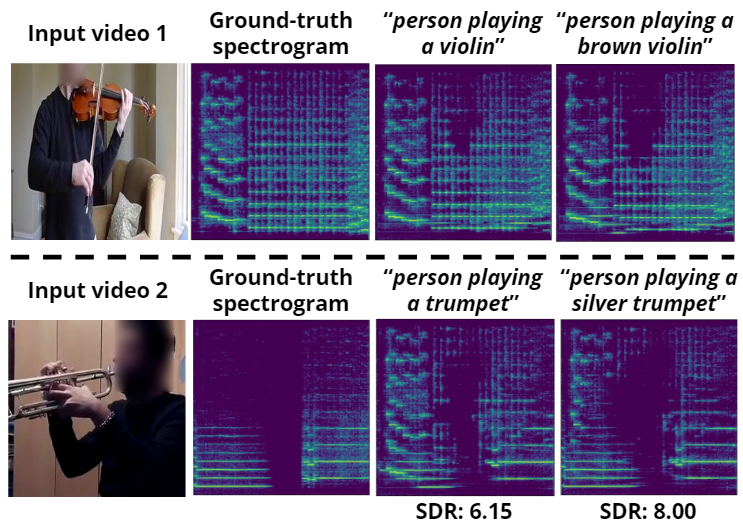 Input video 1
Ground-truth
spectrogram
“person playing
a violin”
“person playing a
brown violin”
Input video 2
Ground-truth
spectrogram
“person playing
a trumpet”
“person playing a
silver trumpet”
SDR: 6.15
SDR: 8.00